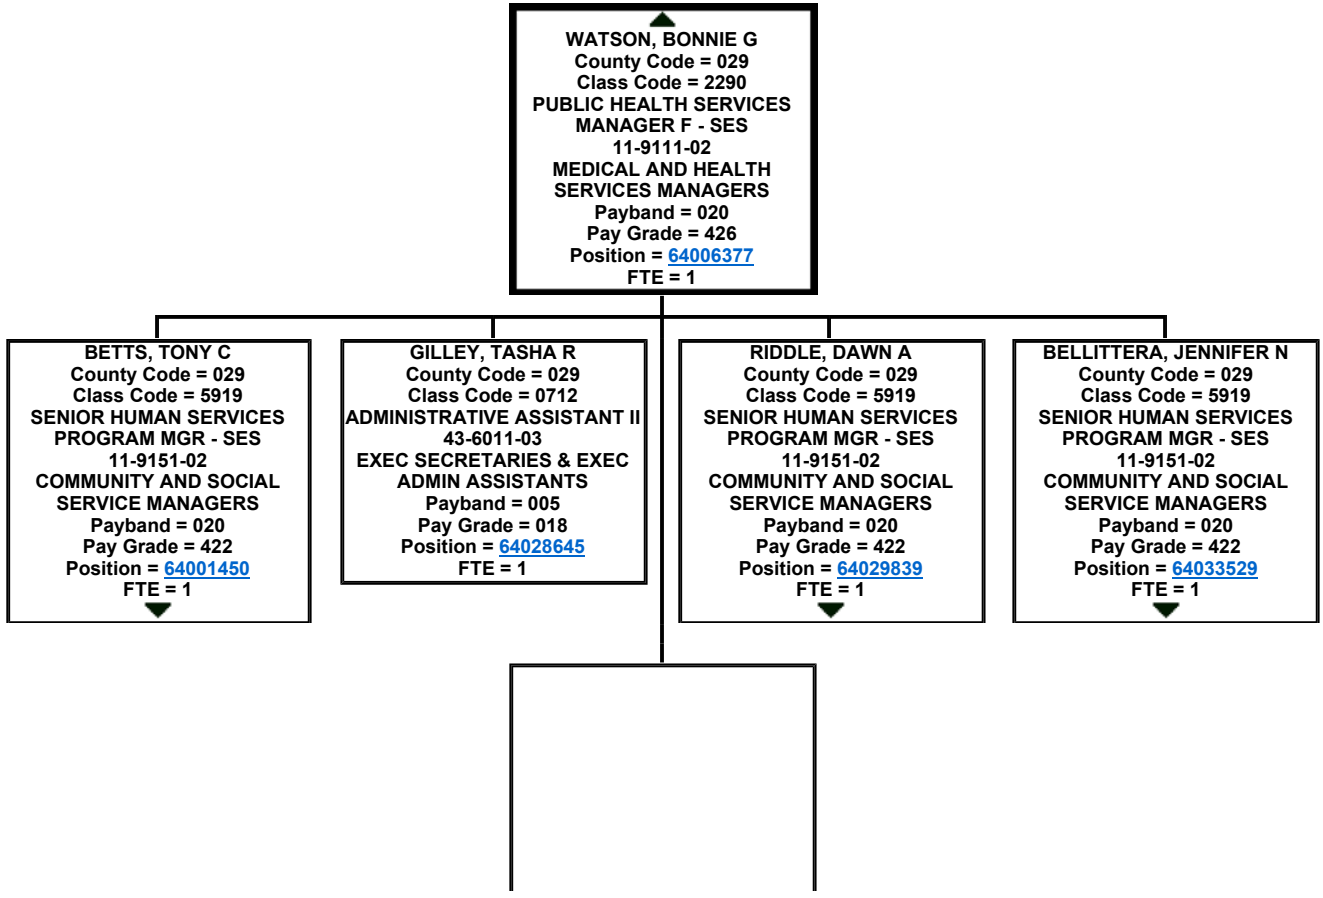 WATSON, BONNIE G
County Code = 029
Class Code = 2290
PUBLIC HEALTH SERVICES
MANAGER F - SES
11-9111-02
MEDICAL AND HEALTH
SERVICES MANAGERS
Payband = 020
Pay Grade = 426
Position = 64006377
FTE = 1
BETTS, TONY C
County Code = 029
Class Code = 5919
SENIOR HUMAN SERVICES
PROGRAM MGR - SES
11-9151-02
COMMUNITY AND SOCIAL
SERVICE MANAGERS
Payband = 020
Pay Grade = 422
Position = 64001450
FTE = 1
GILLEY, TASHA R
County Code = 029
Class Code = 0712
ADMINISTRATIVE ASSISTANT II
43-6011-03
EXEC SECRETARIES & EXEC
ADMIN ASSISTANTS
Payband = 005
Pay Grade = 018
Position = 64028645
FTE = 1
RIDDLE, DAWN A
County Code = 029
Class Code = 5919
SENIOR HUMAN SERVICES
PROGRAM MGR - SES
11-9151-02
COMMUNITY AND SOCIAL
SERVICE MANAGERS
Payband = 020
Pay Grade = 422
Position = 64029839
FTE = 1
BELLITTERA, JENNIFER N
County Code = 029
Class Code = 5919
SENIOR HUMAN SERVICES
PROGRAM MGR - SES
11-9151-02
COMMUNITY AND SOCIAL
SERVICE MANAGERS
Payband = 020
Pay Grade = 422
Position = 64033529
FTE = 1